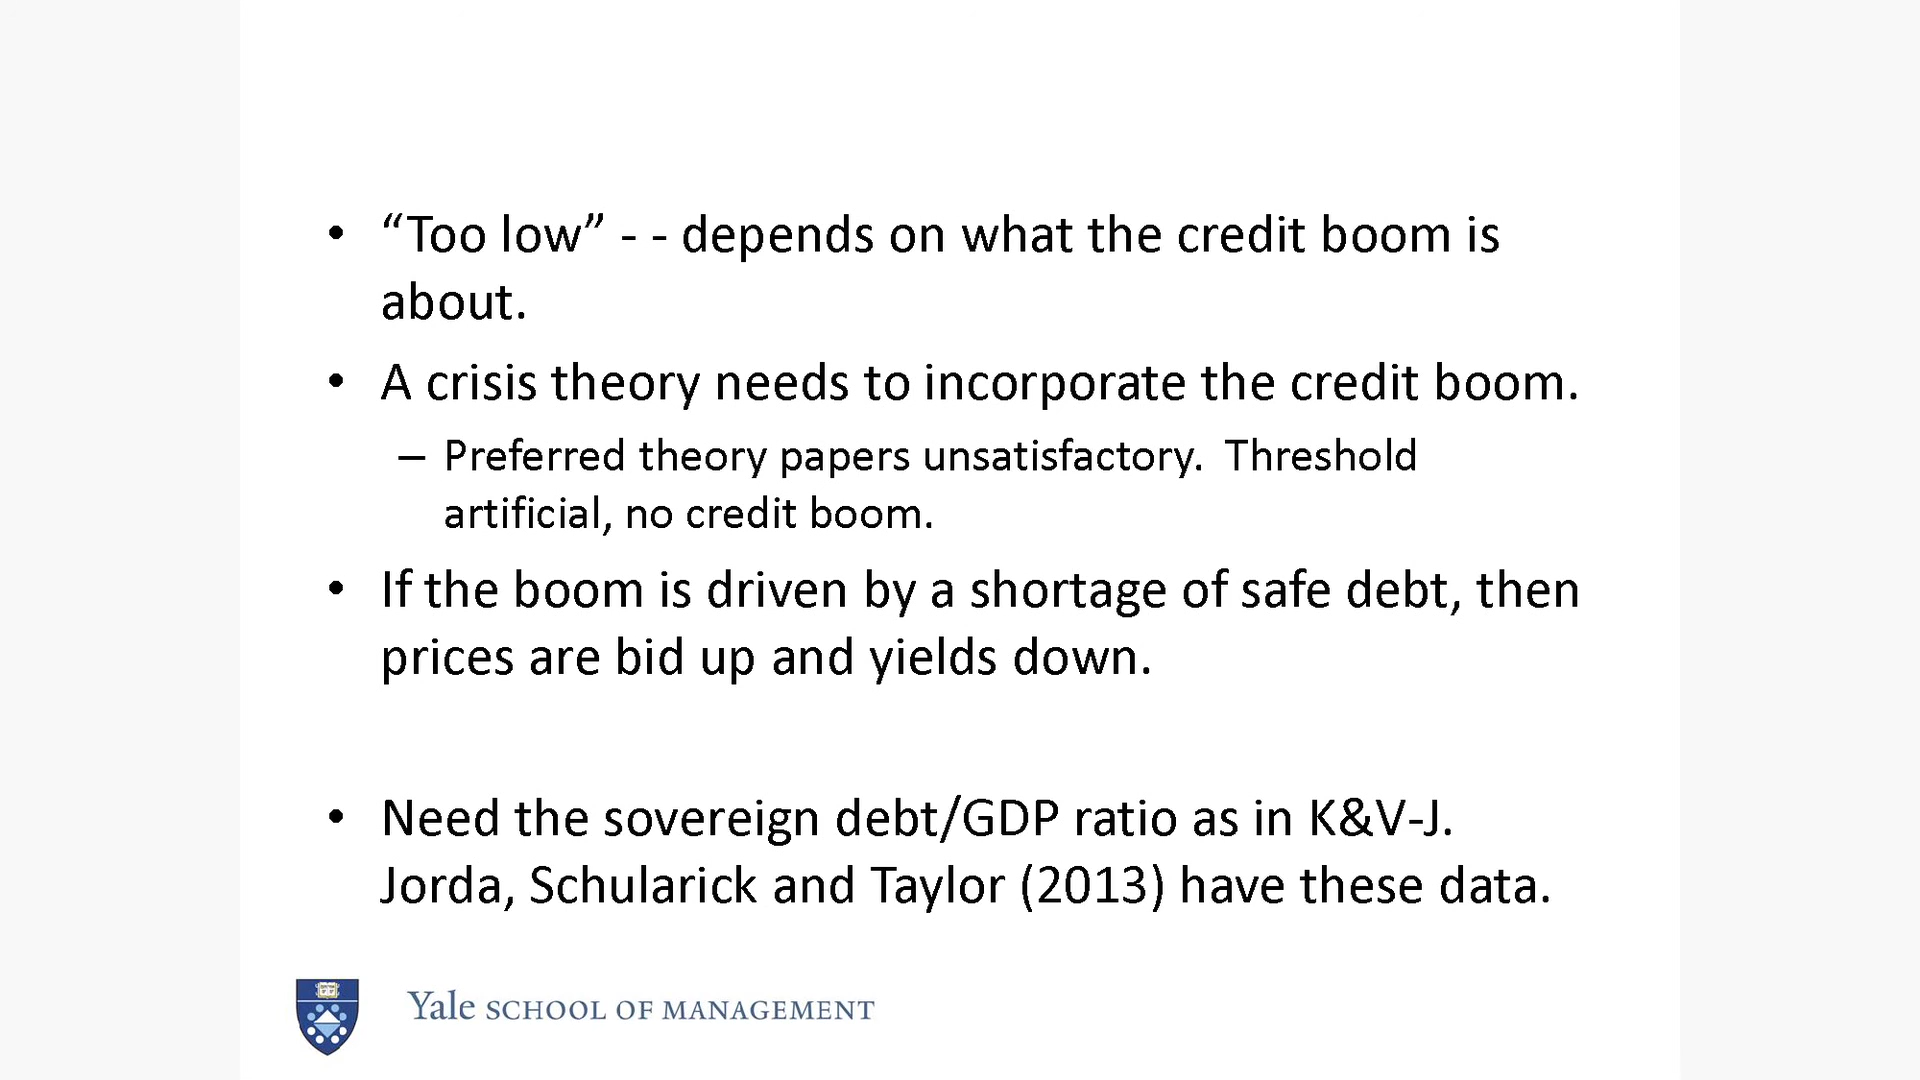 • “Too low” - - depends on what the credit boom is
about.
• A crisis theory needs to incorporate the credit boom.
– Preferred theory papers unsatisfactory.  Threshold
artificial, no credit boom.
• If the boom is driven by a shortage of safe debt, then
prices are bid up and yields down.
• Need the sovereign debt/GDP ratio as in K&V-J.
Jorda, Schularick and Taylor (2013) have these data.
Yale SCHOOL OF MANAGEMENT